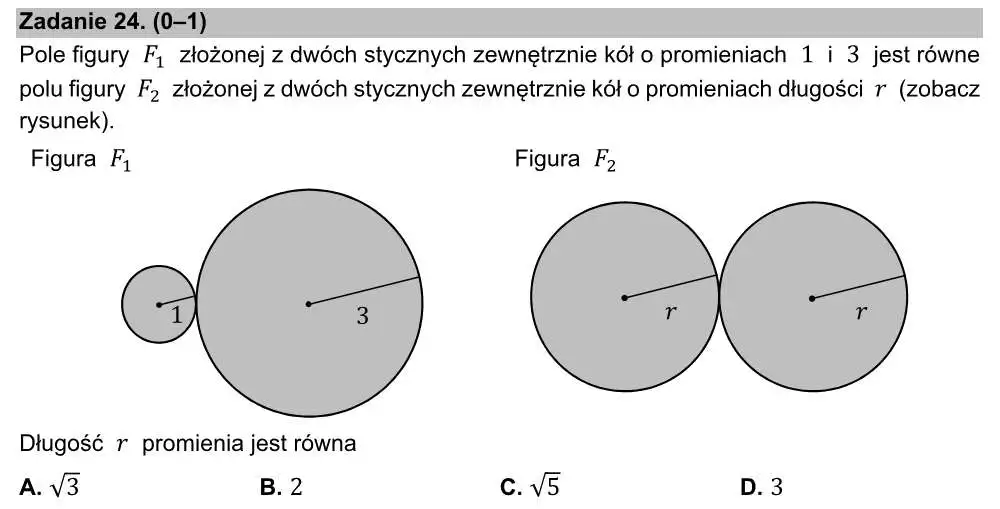 Zadanie 24. (0–1)
Pole figury F₁ złożonej z dwóch stycznych zewnętrznie kół o promieniach 1 i 3 jest równe
polu figury F₂ złożonej z dwóch stycznych zewnętrznie kół o promieniach długości r (zobacz
rysunek).
Figura F₁ Figura F₂
1 3 r r
Długość r promienia jest równa
A. √3 B. 2 C. √5 D. 3